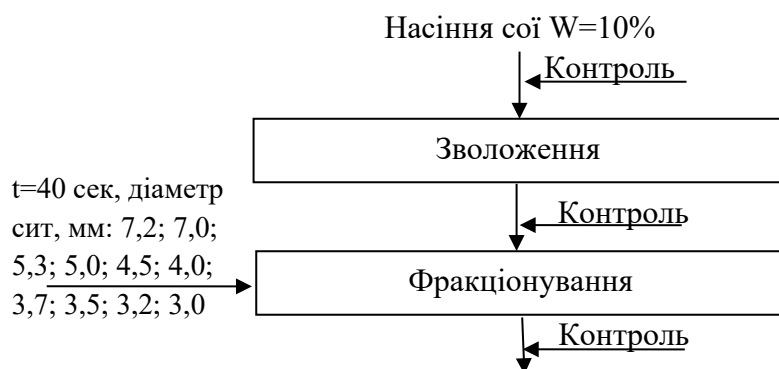 Насіння сої W=10%
Контроль
Зволоження
Контроль
t=40 сек, діаметр
сит, мм: 7,2; 7,0;
5,3; 5,0; 4,5; 4,0;
3,7; 3,5; 3,2; 3,0
Фракціонування
Контроль